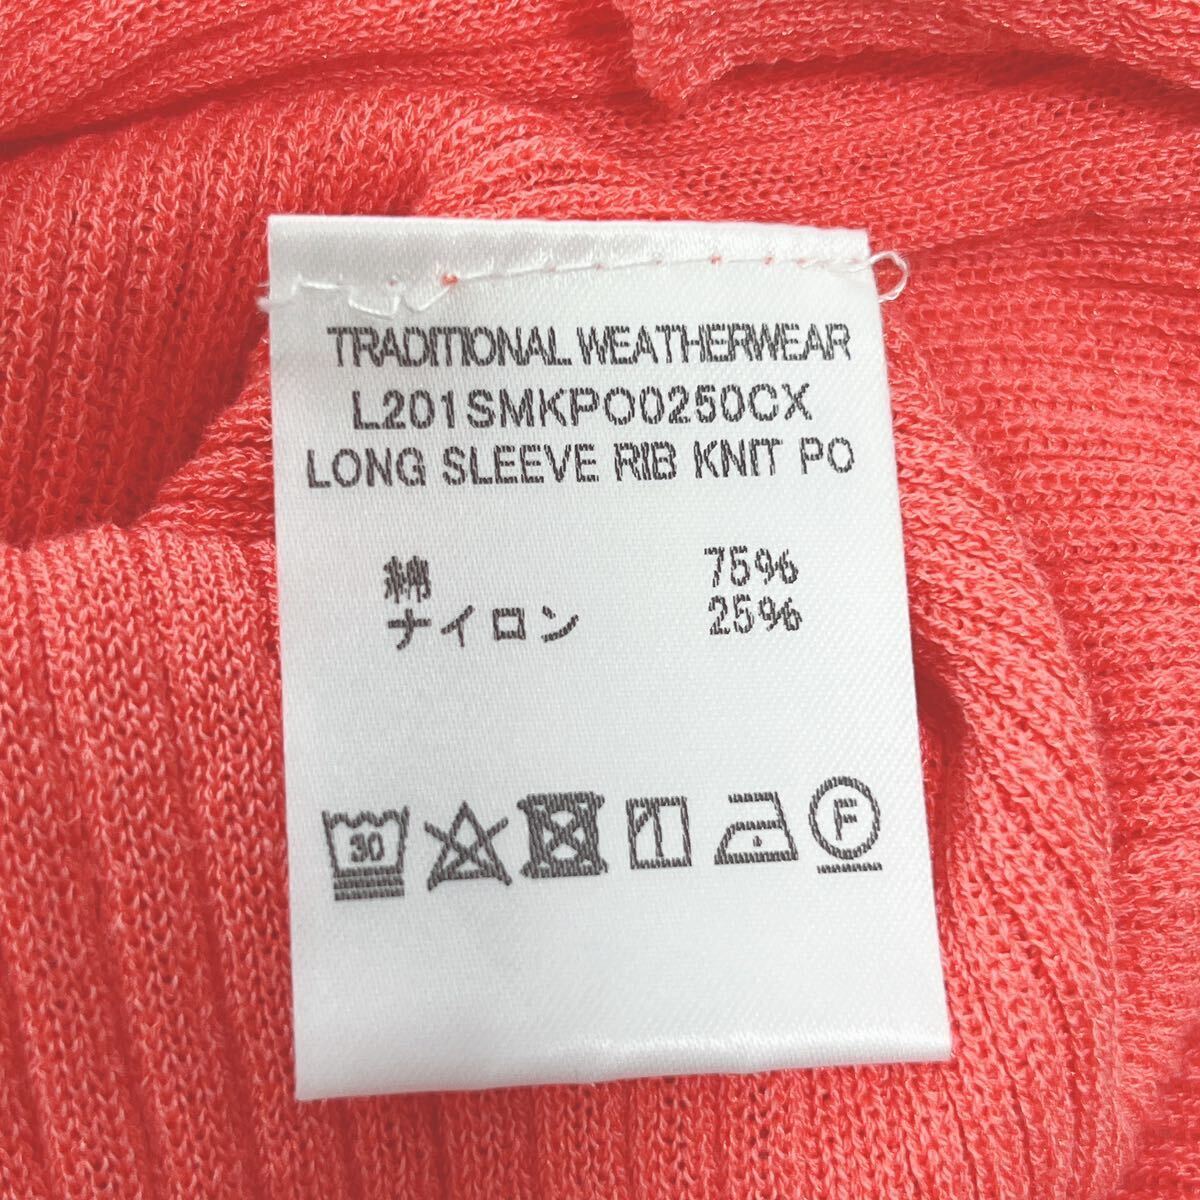 TRADITIONAL WEATHERWEAR
L201SMKPO0250CX
LONG SLEEVE RIB KNIT PO
綿 75%
ナイロン 25%
30
F